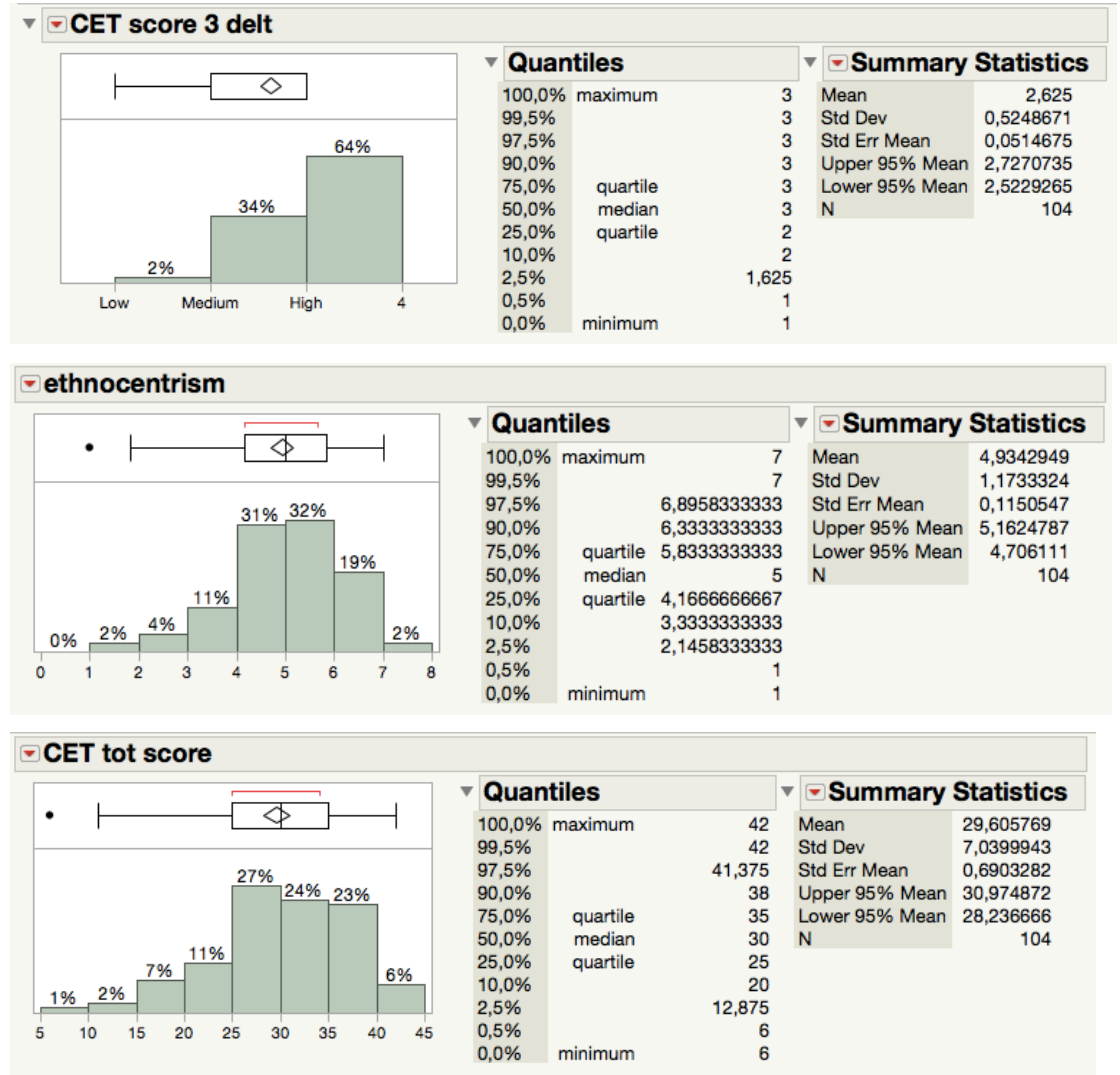 CET score 3 delt
2%
34%
64%
Low Medium High 4
Quantiles
100,0% maximum 3
99,5% 3
97,5% 3
90,0% 3
75,0% quartile 3
50,0% median 3
25,0% quartile 2
10,0% 2
2,5% 1,625
0,5% 1
0,0% minimum 1
Summary Statistics
Mean 2,625
Std Dev 0,5248671
Std Err Mean 0,0514675
Upper 95% Mean 2,7270735
Lower 95% Mean 2,5229265
N 104
ethnocentrism
0% 2% 4% 11% 31% 32% 19% 2%
0 1 2 3 4 5 6 7 8
Quantiles
100,0% maximum 7
99,5% 7
97,5% 6,8958333333
90,0% 6,3333333333
75,0% quartile 5,8333333333
50,0% median 5
25,0% quartile 4,1666666667
10,0% 3,3333333333
2,5% 2,1458333333
0,5% 1
0,0% minimum 1
Summary Statistics
Mean 4,9342949
Std Dev 1,1733324
Std Err Mean 0,1150547
Upper 95% Mean 5,1624787
Lower 95% Mean 4,706111
N 104
CET tot score
1% 2% 7% 11% 27% 24% 23% 6%
5 10 15 20 25 30 35 40 45
Quantiles
100,0% maximum 42
99,5% 42
97,5% 41,375
90,0% 38
75,0% quartile 35
50,0% median 30
25,0% quartile 25
10,0% 20
2,5% 12,875
0,5% 6
0,0% minimum 6
Summary Statistics
Mean 29,605769
Std Dev 7,0399943
Std Err Mean 0,6903282
Upper 95% Mean 30,974872
Lower 95% Mean 28,236666
N 104